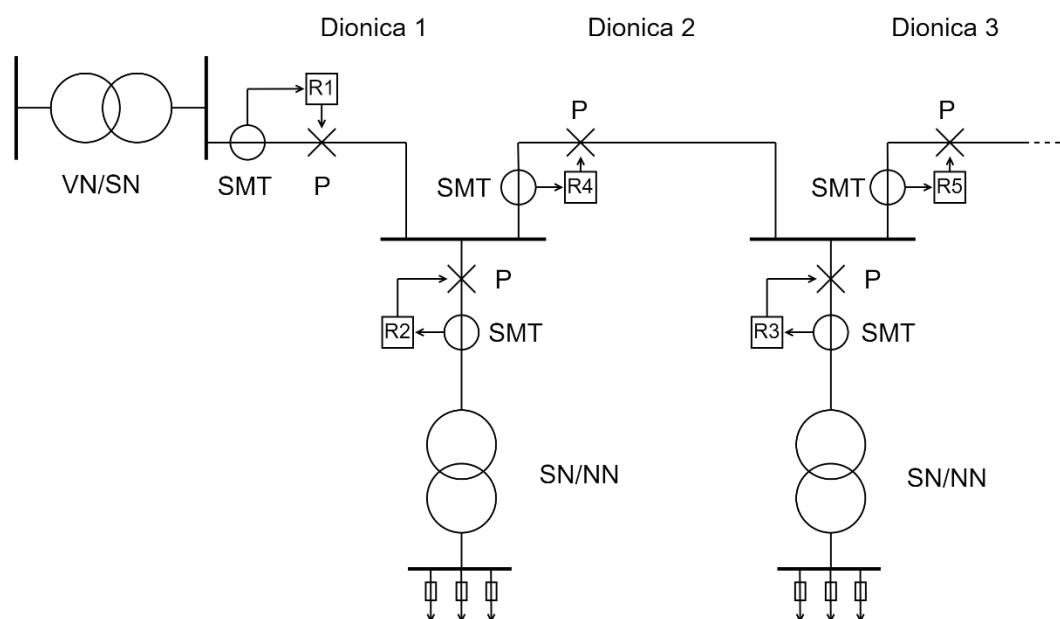 Dionica 1
Dionica 2
Dionica 3
R1
P
P
VN/SN
SMT
P
SMT
R4
SMT
R5
P
P
R2
SMT
R3
SMT
SN/NN
SN/NN